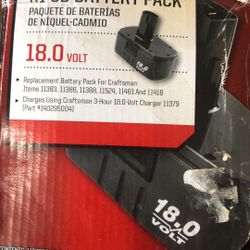 NI-CD BATTERY PACK
PAQUETE DE BATERÍAS
DE NÍQUEL-CADMIO
18.0 VOLT
18.0
Replacement Battery Pack For Craftsman
Items 11383, 11386, 11388, 11524, 11461 And 11416
Charges Using Craftsman 3-Hour 18.0-Volt Charger 11379
(Part #140295004)
18.0
VOLT